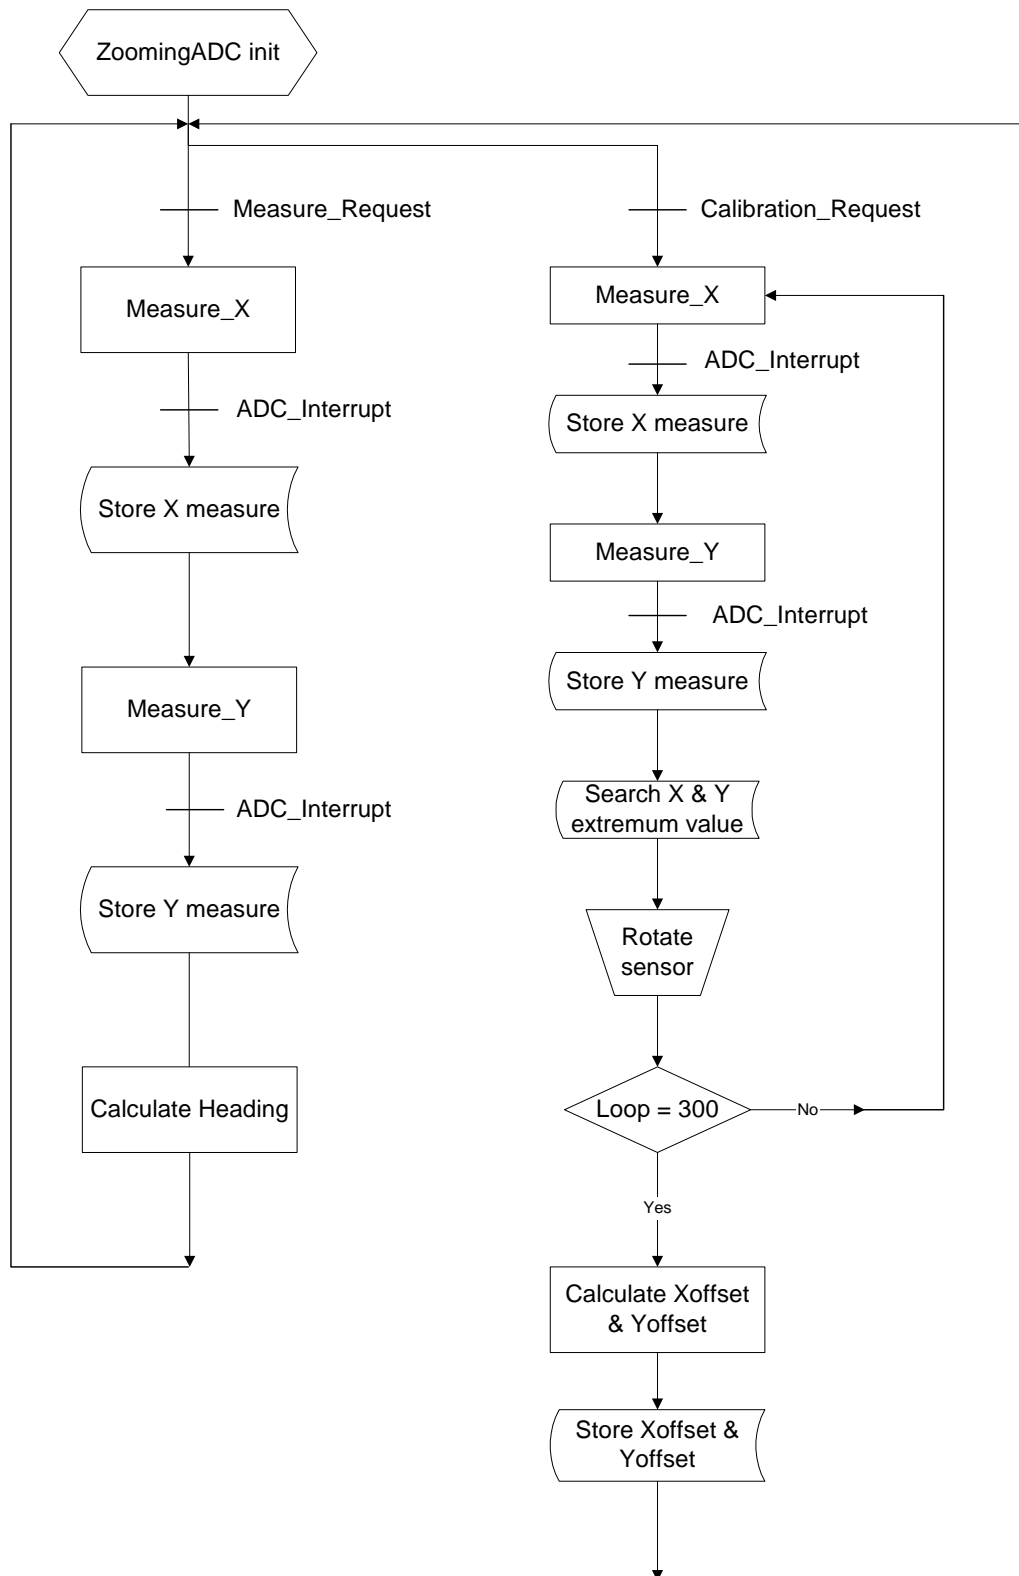 ZoomingADC init
Measure_Request
Measure_X
ADC_Interrupt
Store X measure
Measure_Y
ADC_Interrupt
Store Y measure
Calculate Heading
Calibration_Request
Measure_X
ADC_Interrupt
Store X measure
Measure_Y
ADC_Interrupt
Store Y measure
Search X & Y
extremum value
Rotate
sensor
Loop = 300
No
Yes
Calculate Xoffset
& Yoffset
Store Xoffset &
Yoffset